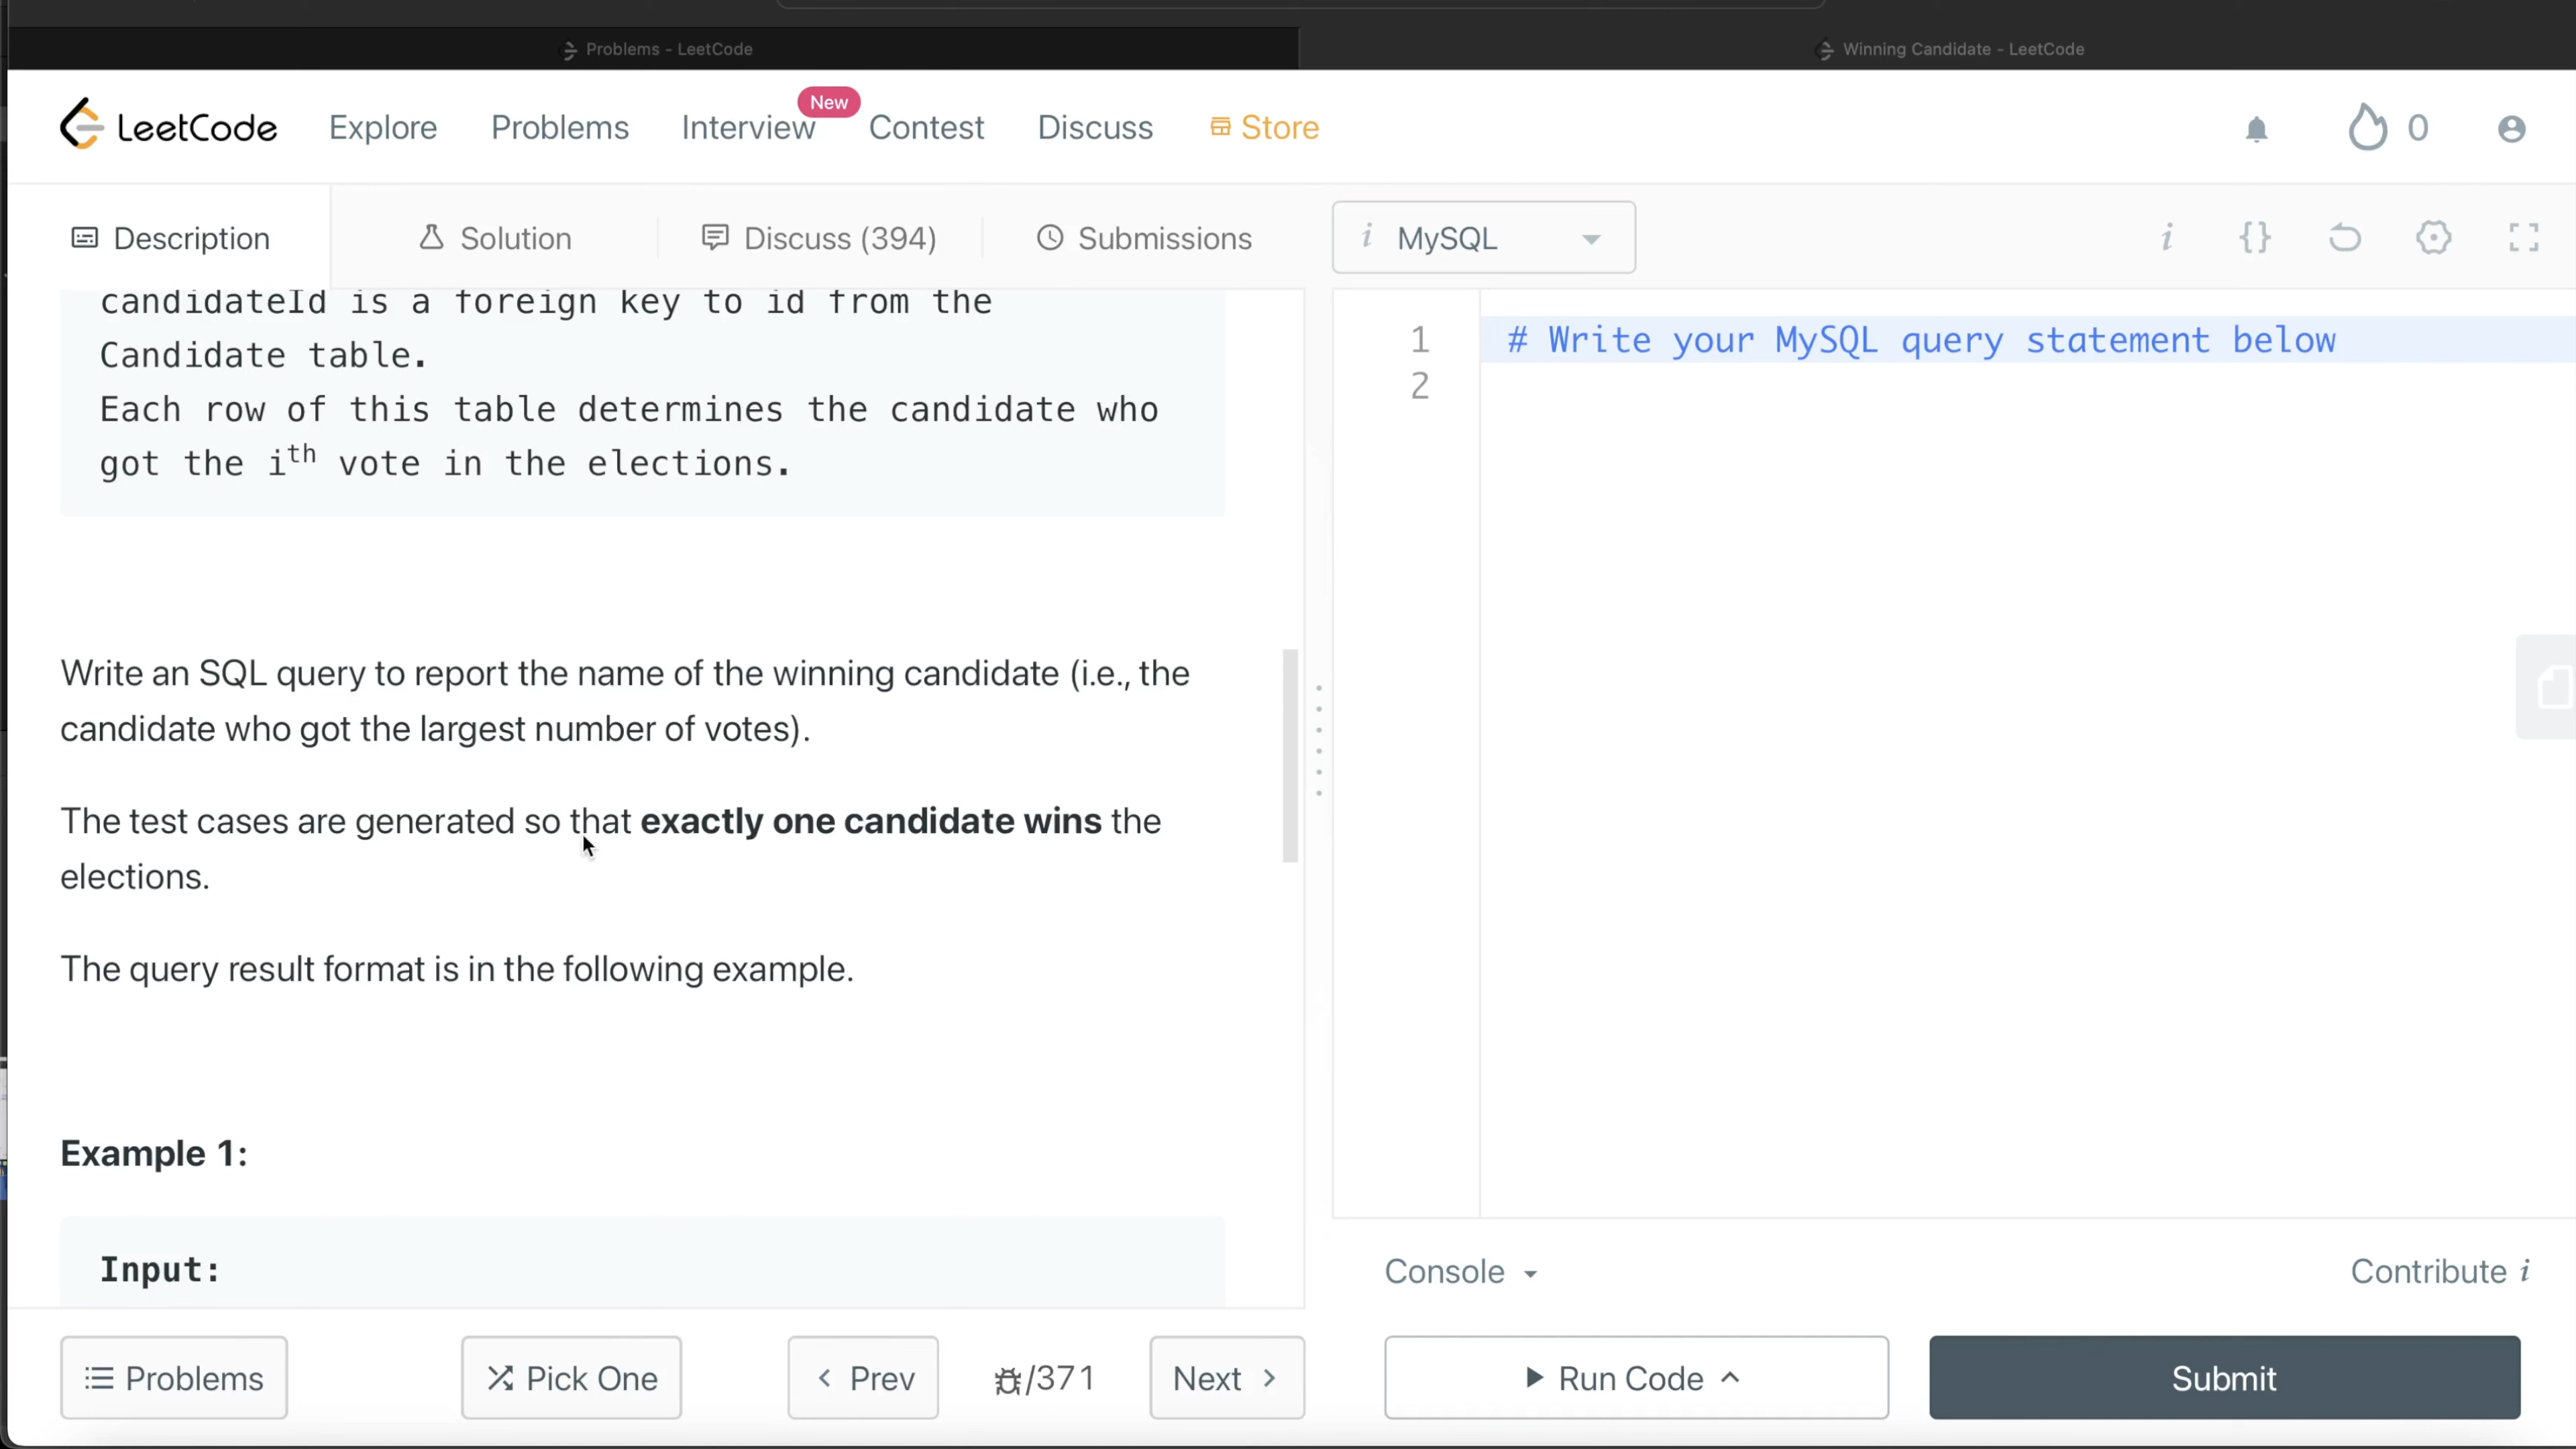 Problems - LeetCode
Winning Candidate - LeetCode
LeetCode
Explore
Problems
Interview
New
Contest
Discuss
Store
0
Description
Solution
Discuss (394)
Submissions
i MySQL
i {}
candidateId is a foreign key to id from the
Candidate table.
Each row of this table determines the candidate who
got the ith vote in the elections.
1 # Write your MySQL query statement below
2
Write an SQL query to report the name of the winning candidate (i.e., the
candidate who got the largest number of votes).
The test cases are generated so that exactly one candidate wins the
elections.
The query result format is in the following example.
Example 1:
Input:
Console
Contribute i
Problems
Pick One
Prev
/371
Next
Run Code
Submit